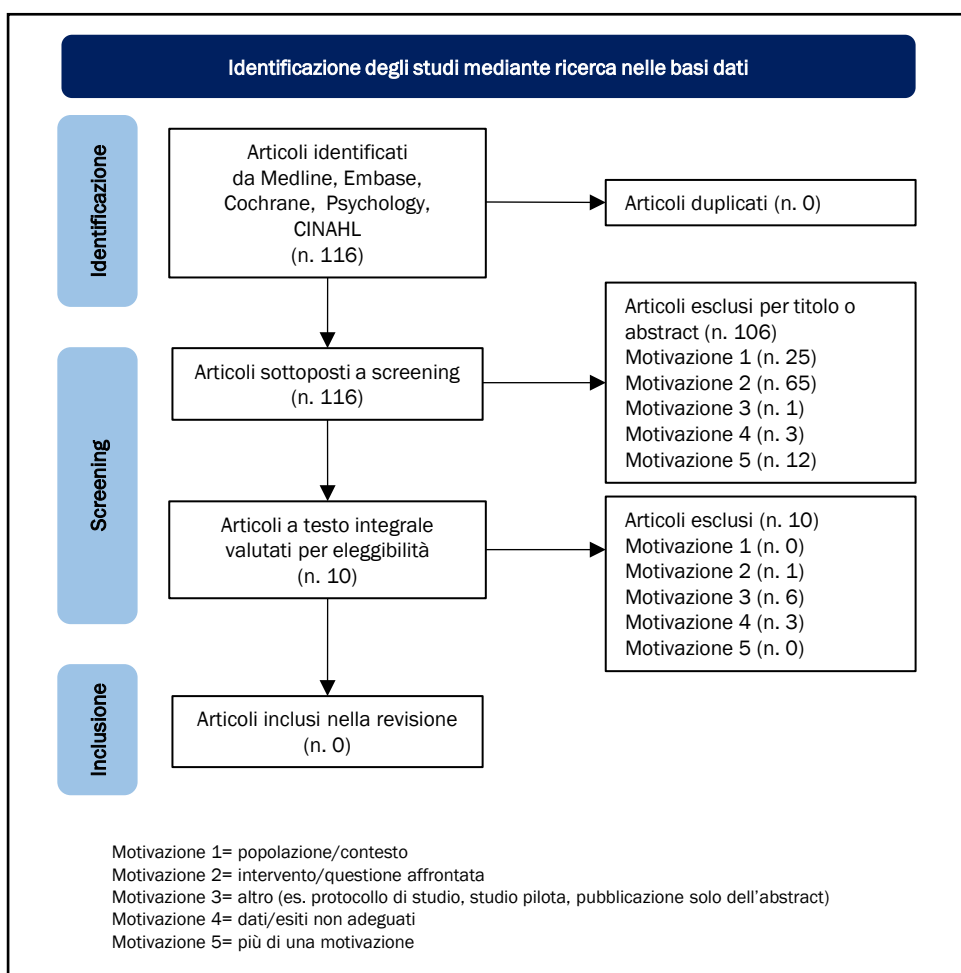 Identificazione degli studi mediante ricerca nelle basi dati
Identificazione
Articoli identificati
da Medline, Embase,
Cochrane, Psychology,
CINAHL
(n. 116)
Articoli duplicati (n. 0)
Screening
Articoli sottoposti a screening
(n. 116)
Articoli esclusi per titolo o
abstract (n. 106)
Motivazione 1 (n. 25)
Motivazione 2 (n. 65)
Motivazione 3 (n. 1)
Motivazione 4 (n. 3)
Motivazione 5 (n. 12)
Articoli a testo integrale
valutati per eleggibilità
(n. 10)
Articoli esclusi (n. 10)
Motivazione 1 (n. 0)
Motivazione 2 (n. 1)
Motivazione 3 (n. 6)
Motivazione 4 (n. 3)
Motivazione 5 (n. 0)
Inclusione
Articoli inclusi nella revisione
(n. 0)
Motivazione 1= popolazione/contesto
Motivazione 2= intervento/questione affrontata
Motivazione 3= altro (es. protocollo di studio, studio pilota, pubblicazione solo dell'abstract)
Motivazione 4= dati/esiti non adeguati
Motivazione 5= più di una motivazione